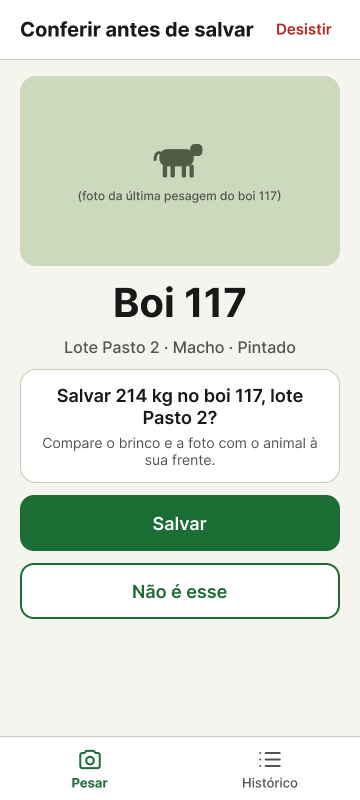 Conferir antes de salvar
Desistir
(foto da última pesagem do boi 117)
Boi 117
Lote Pasto 2 · Macho · Pintado
Salvar 214 kg no boi 117, lote
Pasto 2?
Compare o brinco e a foto com o animal à
sua frente.
Salvar
Não é esse
Pesar
Histórico